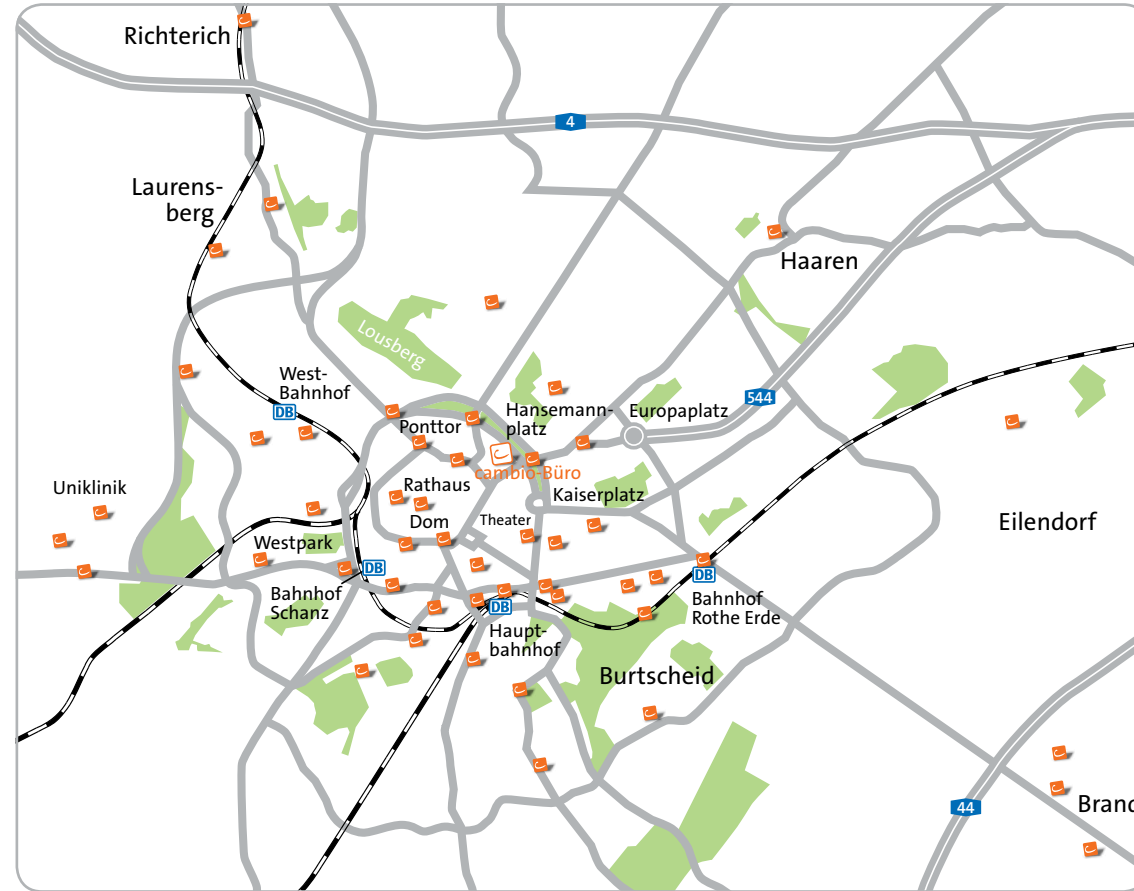 Richterich
4
Laurens-
berg
Haaren
Lousberg
West-
Bahnhof
DB
544
Hansemann-
platz
Europaplatz
Ponttor
cambio-Büro
Uniklinik
Rathaus
Kaiserplatz
Dom
Theater
Eilendorf
Westpark
DB
Bahnhof
Schanz
DB
Bahnhof
Rothe Erde
DB
Haupt-
bahnhof
Burtscheid
44
Brand